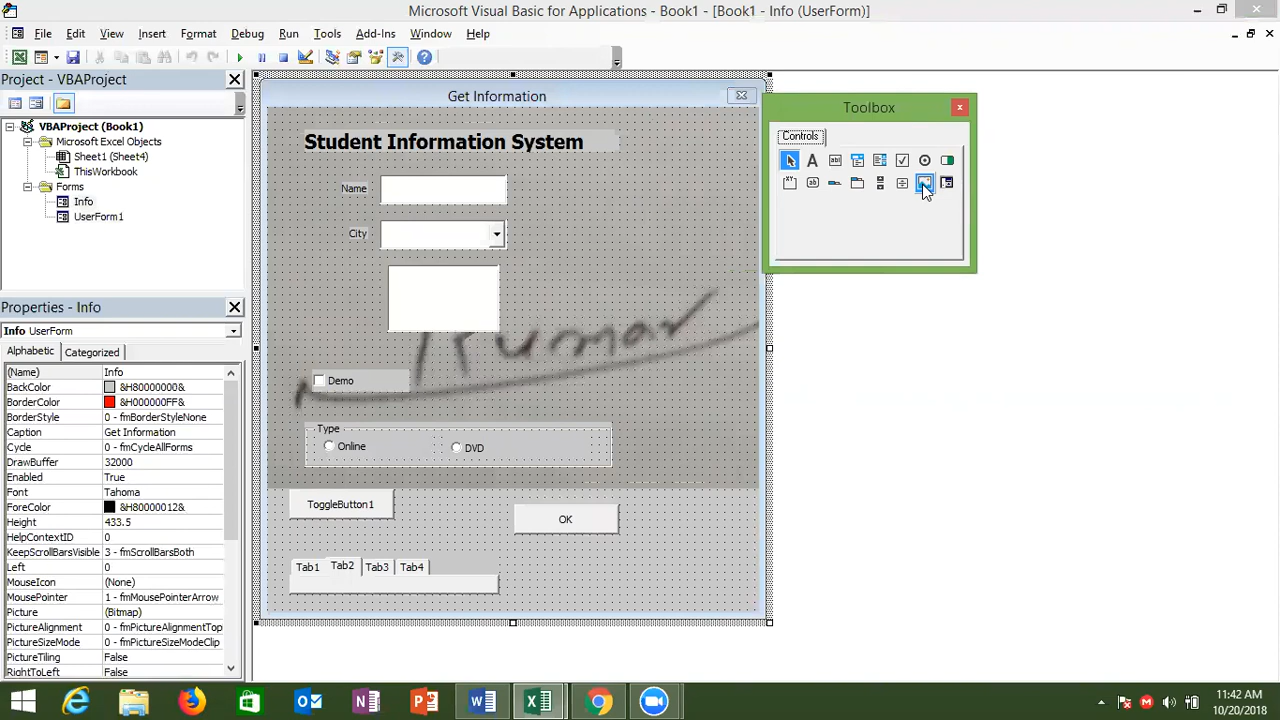 Microsoft Visual Basic for Applications - Book1 - [Book1 - Info (UserForm)]
File Edit View Insert Format Debug Run Tools Add-Ins Window Help
Project - VBAProject
VBAProject (Book1)
Microsoft Excel Objects
Sheet1 (Sheet4)
ThisWorkbook
Forms
Info
UserForm1
Properties - Info
Info UserForm
Alphabetic Categorized
(Name) Info
BackColor &H80000000&
BorderColor &H000000FF&
BorderStyle 0 - fmBorderStyleNone
Caption Get Information
Cycle 0 - fmCycleAllForms
DrawBuffer 32000
Enabled True
Font Tahoma
ForeColor &H80000012&
Height 433.5
HelpContextID 0
KeepScrollBarsVisible 3 - fmScrollBarsBoth
Left 0
MouseIcon (None)
MousePointer 1 - fmMousePointerArrow
Picture (Bitmap)
PictureAlignment 0 - fmPictureAlignmentTop
PictureSizeMode 0 - fmPictureSizeModeClip
PictureTiling False
RightToLeft False
Get Information
Student Information System
Name
City
Kumar
Demo
Type
Online DVD
ToggleButton1
OK
Tab1 Tab2 Tab3 Tab4
Toolbox
Controls
11:42 AM
10/20/2018